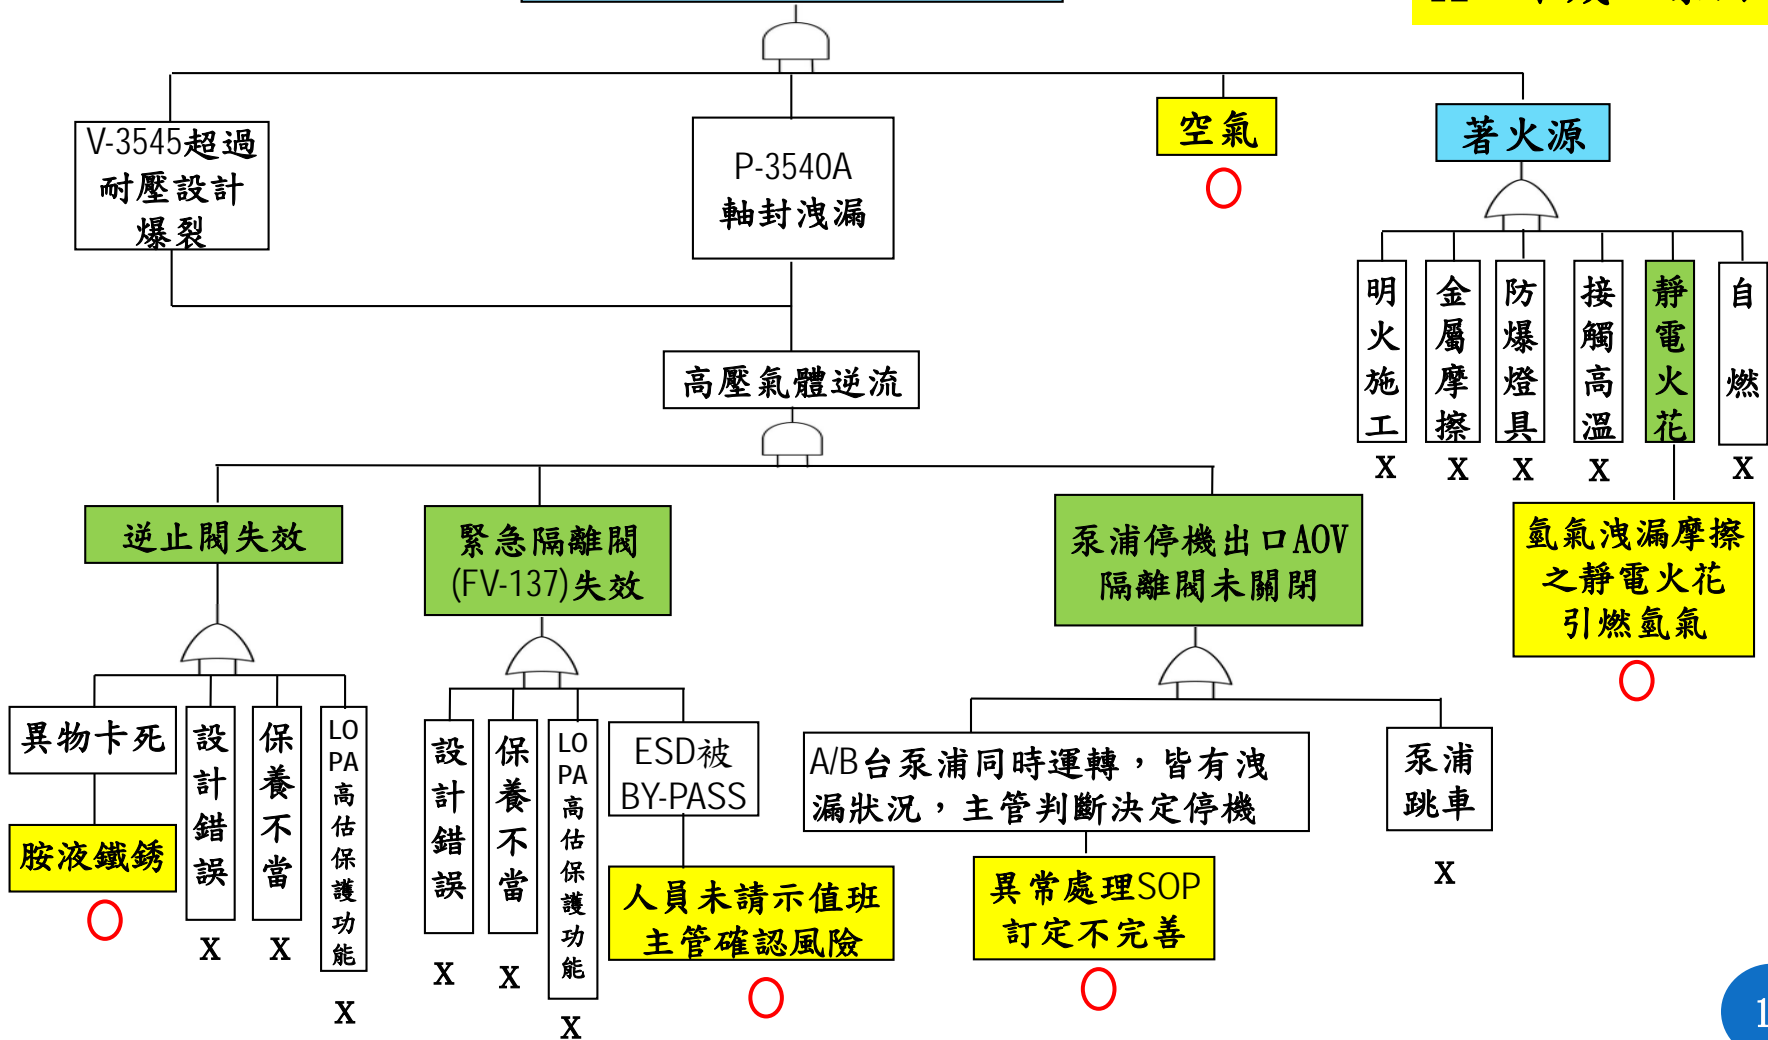 V-3545超過
耐壓設計
爆裂
P-3540A
軸封洩漏
空氣
著火源
明火施工
金屬摩擦
防爆燈具
接觸高溫
靜電火花
自燃
X
X
X
X
X
氫氣洩漏摩擦
之靜電火花
引燃氫氣
高壓氣體逆流
逆止閥失效
緊急隔離閥
(FV-137)失效
泵浦停機出口AOV
隔離閥未關閉
異物卡死
設計錯誤
保養不當
LO
PA
高估保護功能
胺液鐵銹
X
X
X
設計錯誤
保養不當
LO
PA
高估保護功能
ESD被
BY-PASS
X
X
X
人員未請示值班
主管確認風險
A/B台泵浦同時運轉，皆有洩
漏狀況，主管判斷決定停機
泵浦
跳車
X
異常處理SOP
訂定不完善
1